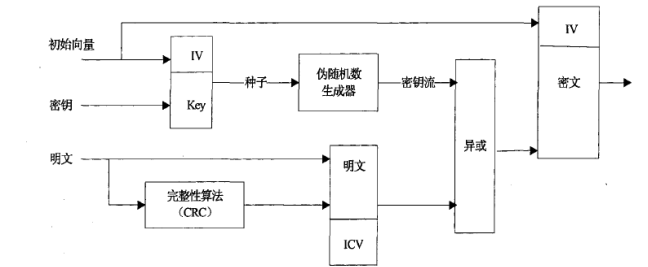 初始向量
IV
IV
密钥
Key
种子
伪随机数
生成器
密钥流
密文
异或
明文
明文
完整性算法
(CRC)
ICV